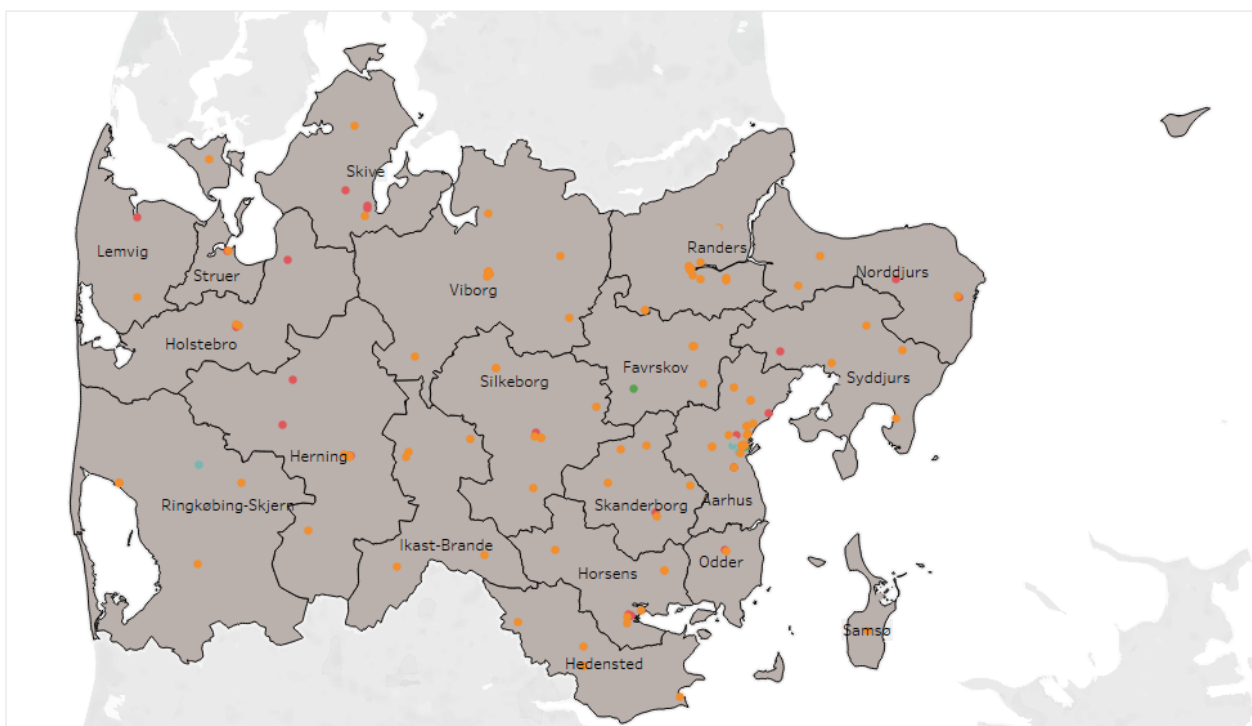 Skive
Randers
Lemvig
Norddjurs
Struer
Viborg
Holstebro
Favrskov
Silkeborg
Syddjurs
Herning
Aarhus
Ringkøbing-Skjern
Skanderborg
Ikast-Brande
Odder
Horsens
Samsø
Hedensted